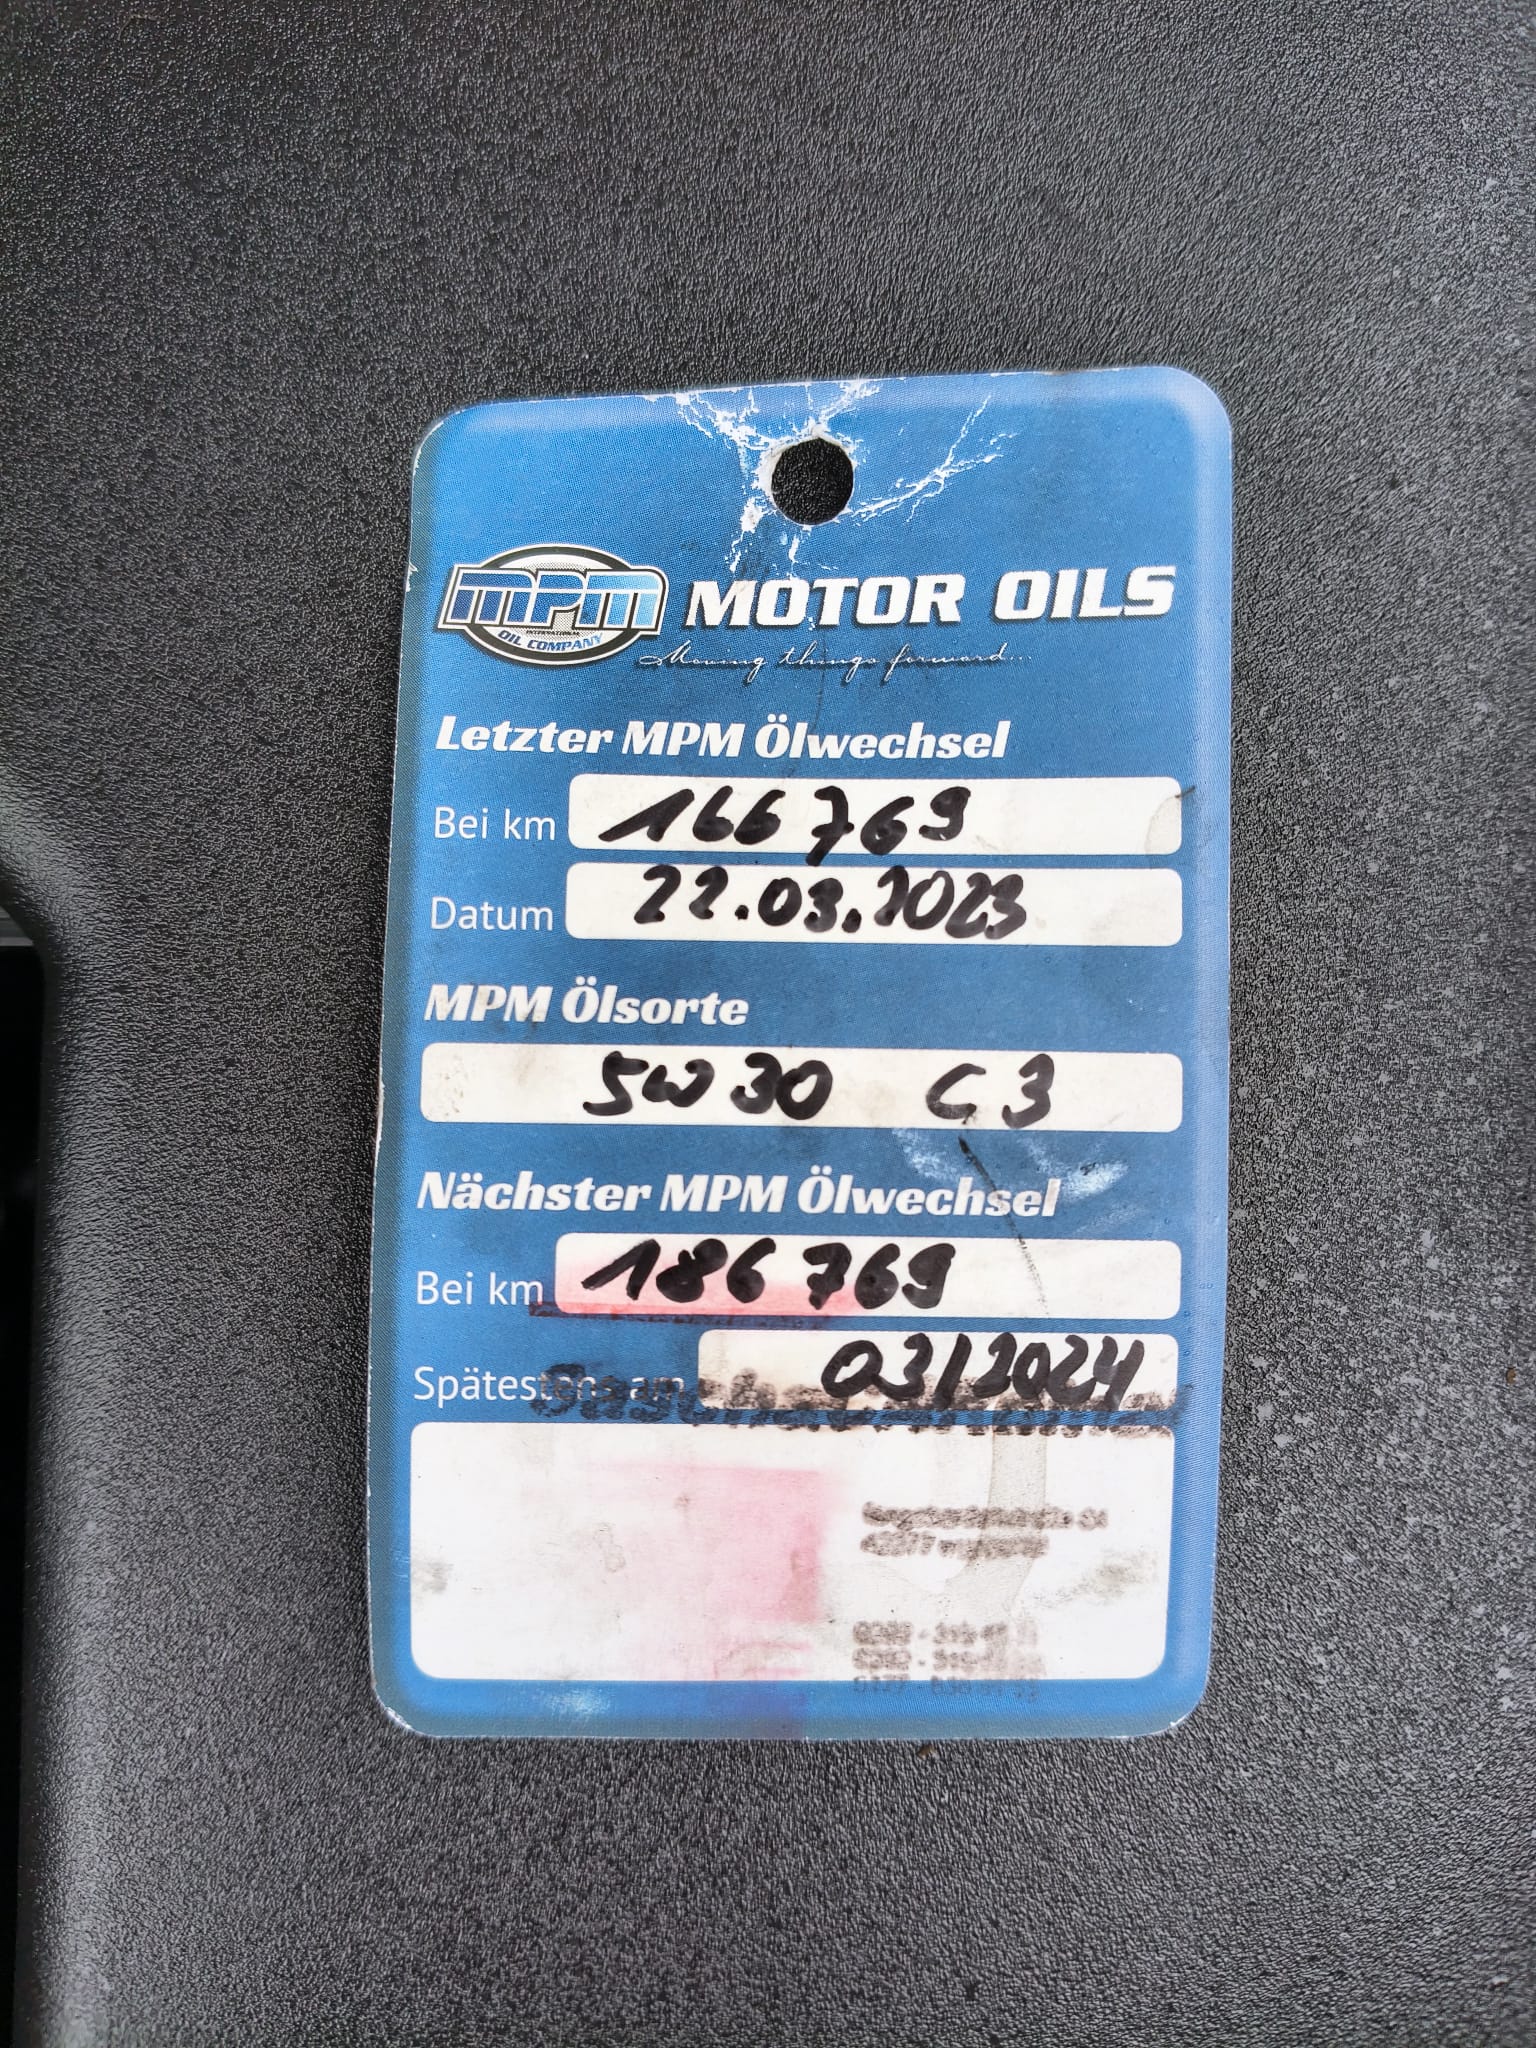 MPM
INTERNATIONAL
OIL COMPANY
MOTOR OILS
Moving things forward...
Letzter MPM Ölwechsel
Bei km 166769
Datum 22.03.2023
MPM Ölsorte
5W30 C3
Nächster MPM Ölwechsel
Bei km 186769
Spätestens am 03/2024